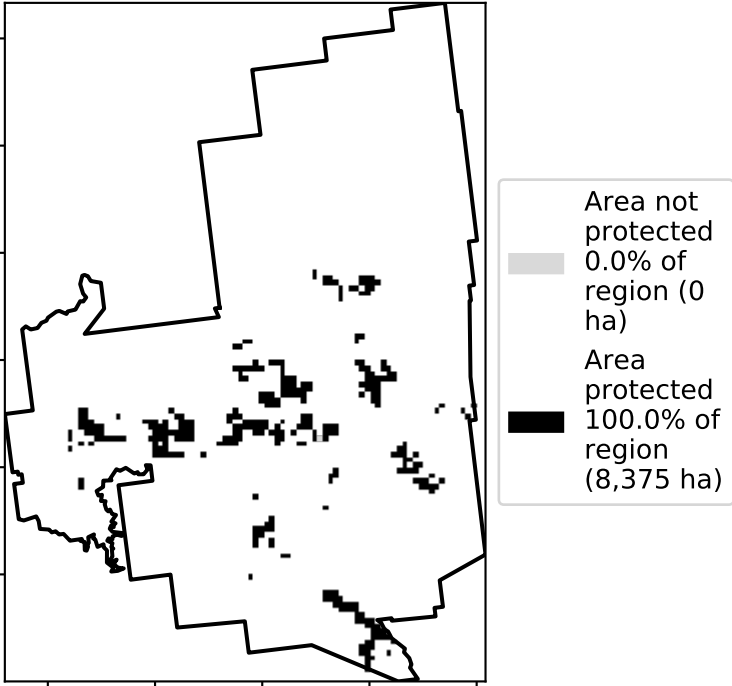 Area not
protected
0.0% of
region (0
ha)
Area
protected
100.0% of
region
(8,375 ha)